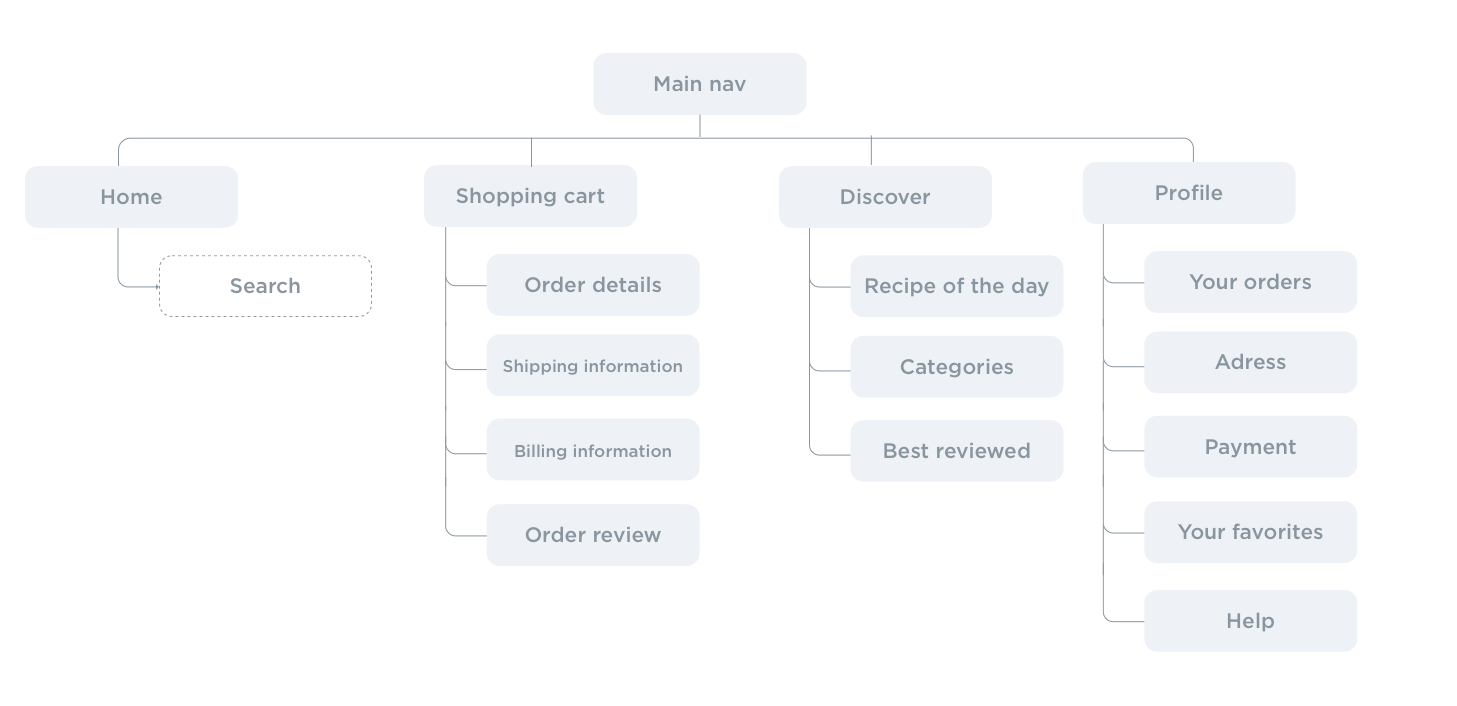 Main nav
Home
Shopping cart
Discover
Profile
Search
Order details
Shipping information
Billing information
Order review
Recipe of the day
Categories
Best reviewed
Your orders
Adress
Payment
Your favorites
Help